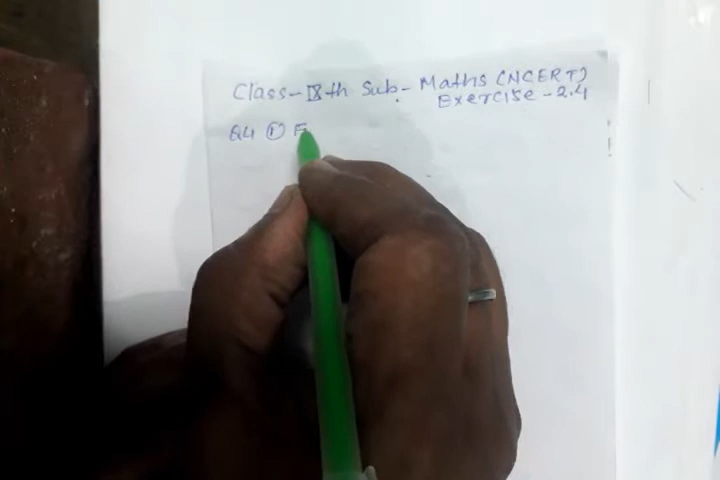 Class-IXth Sub- Maths (NCERT)
Exercise-2.4
Q4 ① F